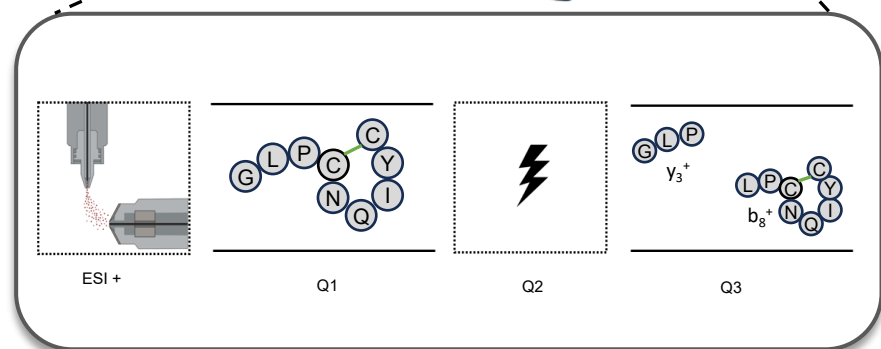 ESI +
G L P C C Y I Q N
Q1
Q2
G L P
y3+
L P C C Y I Q N
b8+
Q3